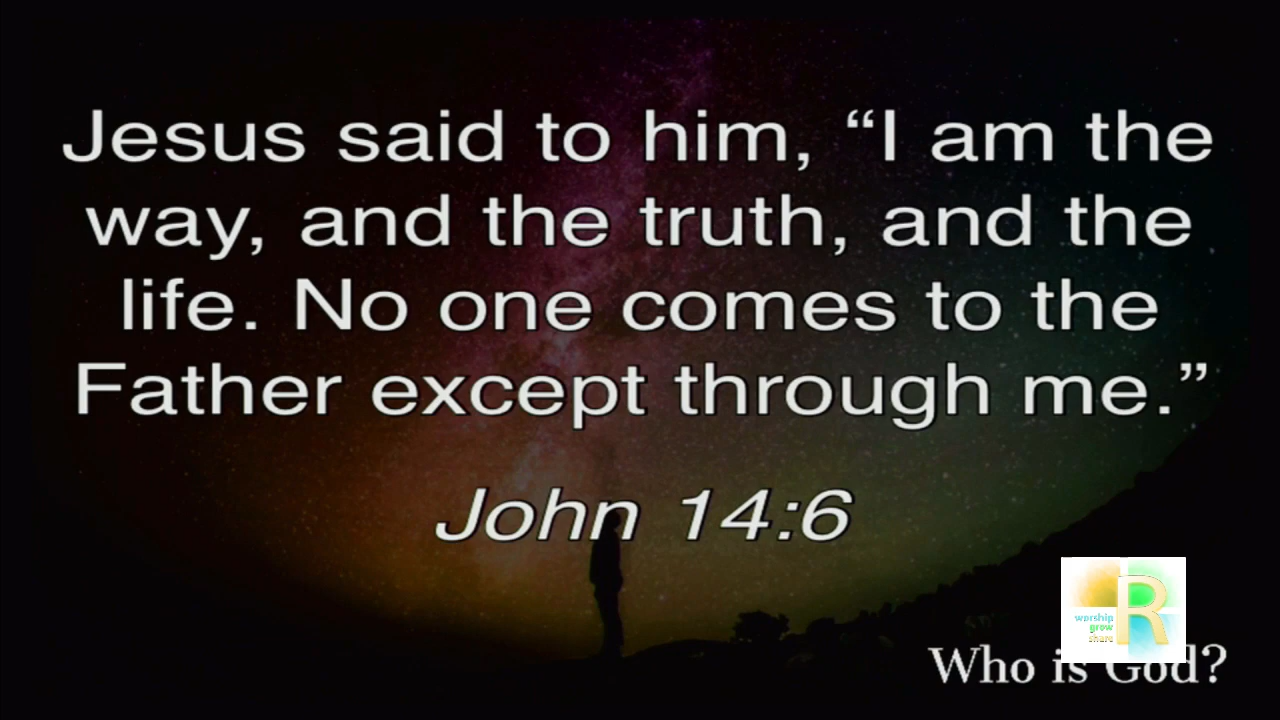 Jesus said to him, “I am the
way, and the truth, and the
life. No one comes to the
Father except through me.”
John 14:6
R
worship
grow
share
Who is God?